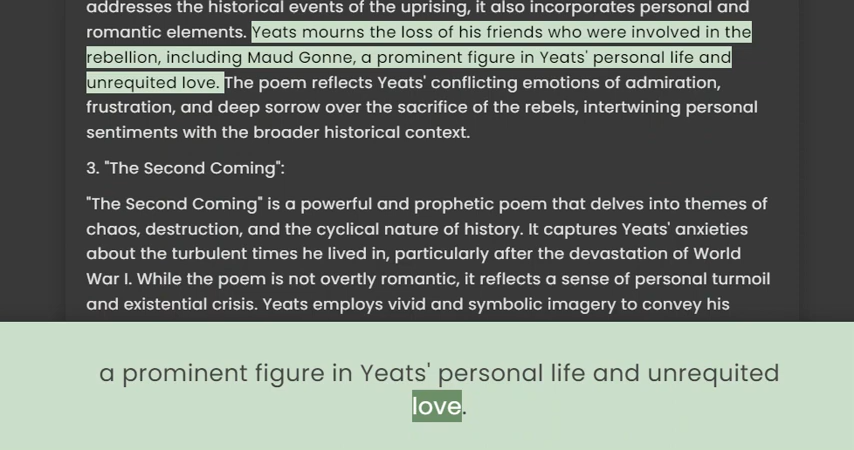 addresses the historical events of the uprising, it also incorporates personal and
romantic elements. Yeats mourns the loss of his friends who were involved in the
rebellion, including Maud Gonne, a prominent figure in Yeats' personal life and
unrequited love. The poem reflects Yeats' conflicting emotions of admiration,
frustration, and deep sorrow over the sacrifice of the rebels, intertwining personal
sentiments with the broader historical context.
3. "The Second Coming":
"The Second Coming" is a powerful and prophetic poem that delves into themes of
chaos, destruction, and the cyclical nature of history. It captures Yeats' anxieties
about the turbulent times he lived in, particularly after the devastation of World
War I. While the poem is not overtly romantic, it reflects a sense of personal turmoil
and existential crisis. Yeats employs vivid and symbolic imagery to convey his
a prominent figure in Yeats' personal life and unrequited
love.